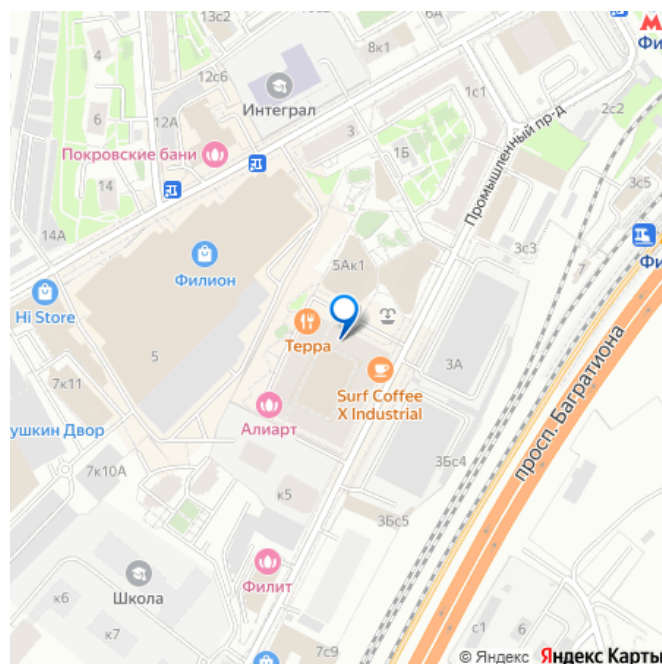 6А
8к1
М
Фи
4
12с6
Интеграл
1с1
2с2
6
12А
3
Промышленный пр-д
Покровские бани
1Б
14
3с5
14А
3с3
Фи
5Ак1
7
Филион
Hi Store
Терра
3А
5
Surf Coffee
X Industrial
просп. Багратиона
7к11
Алиарт
ушкин Двор
7к10А
3Бс4
к5
3Бс5
Филит
Школа
к6
к7
7с9
с1
6
© Яндекс Яндекс Карты